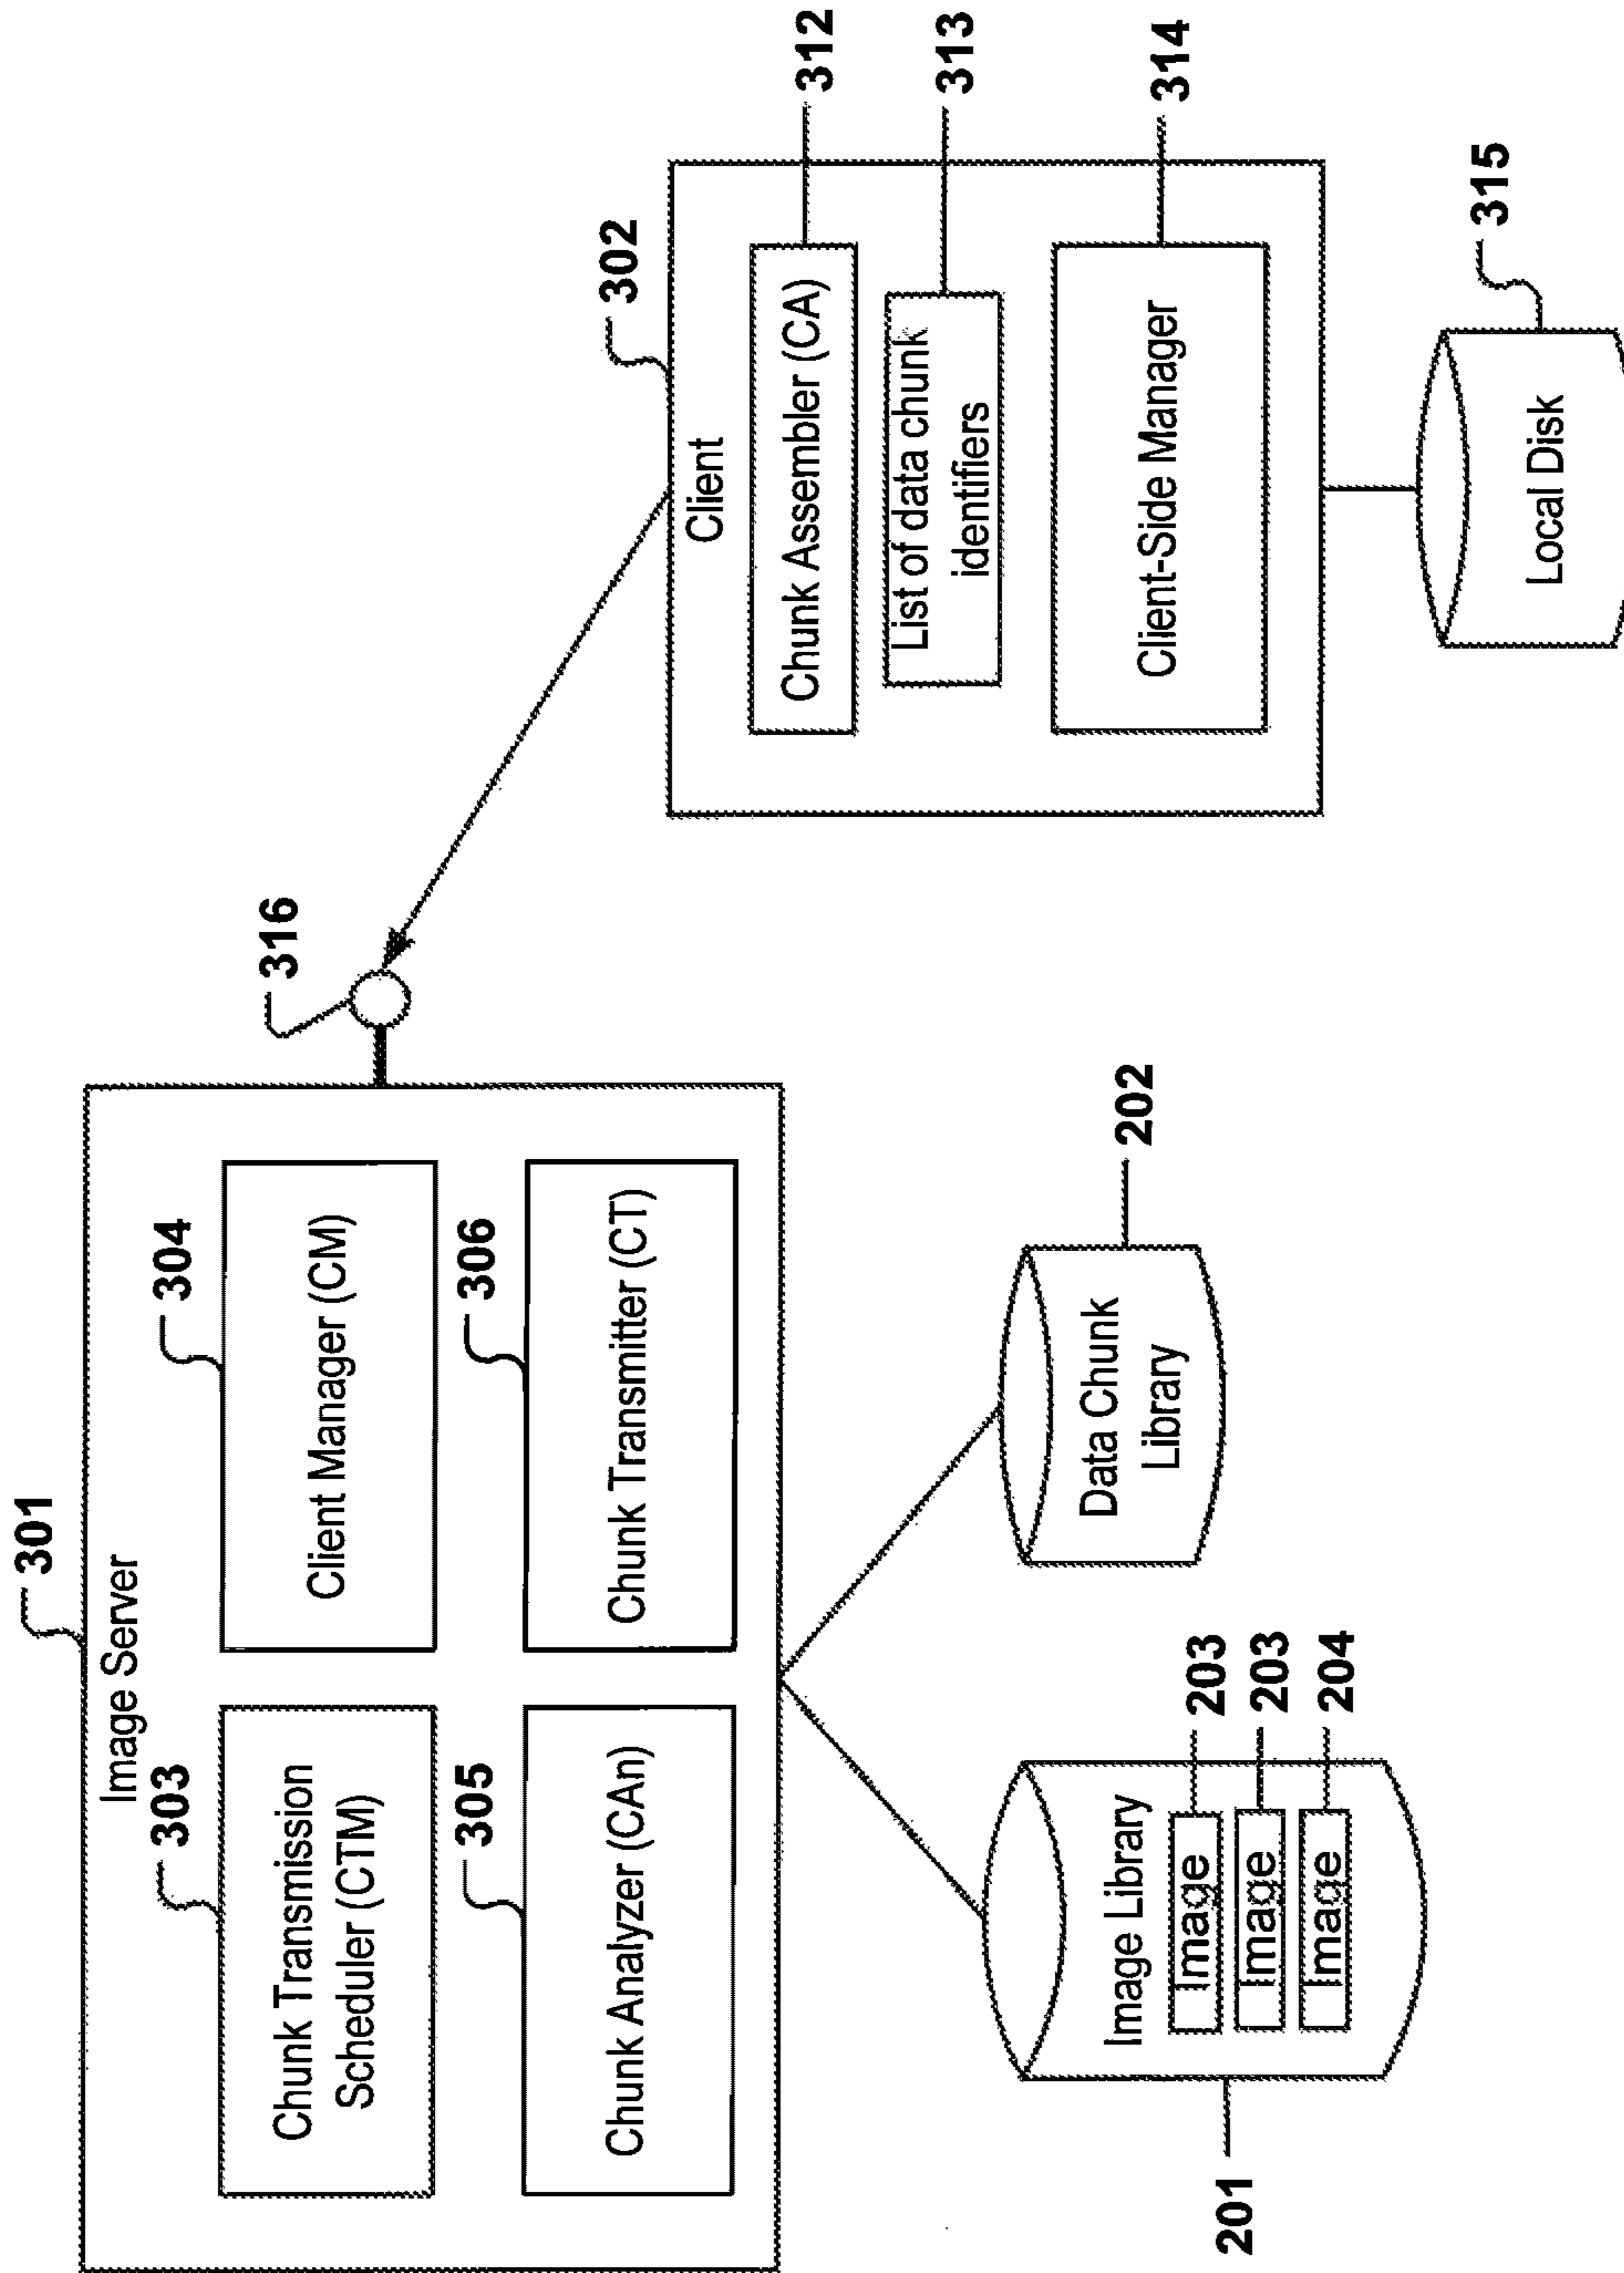 301
Image Server
303
Chunk Transmission
Scheduler (CTM)
304
Client Manager (CM)
305
Chunk Analyzer (CAn)
306
Chunk Transmitter (CT)
316
201
Image Library
Image
203
Image
203
Image
204
Data Chunk
Library
202
302
Client
Chunk Assembler (CA)
312
List of data chunk
identifiers
313
Client-Side Manager
314
Local Disk
315